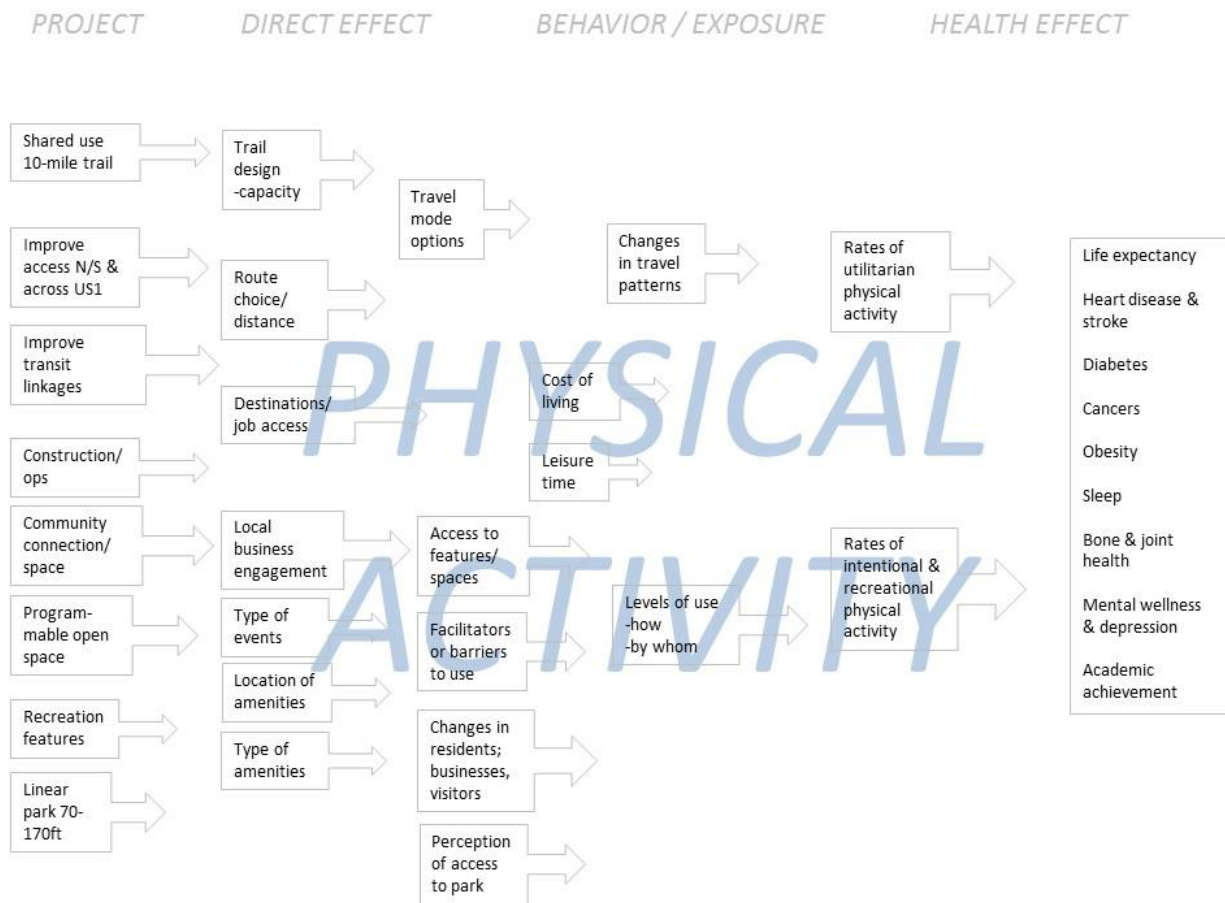 PROJECT
DIRECT EFFECT
BEHAVIOR / EXPOSURE
HEALTH EFFECT
Shared use
10-mile trail
Improve
access N/S &
across US1
Improve
transit
linkages
Construction/
ops
Community
connection/
space
Program-
mable open
space
Recreation
features
Linear
park 70-
170ft
Trail
design
-capacity
Route
choice/
distance
Destinations/
job access
Local
business
engagement
Type of
events
Location of
amenities
Type of
amenities
Travel
mode
options
Access to
features/
spaces
Facilitators
or barriers
to use
Changes in
residents;
businesses,
visitors
Perception
of access
to park
Cost of
living
Leisure
time
Changes
in travel
patterns
Levels of use
-how
-by whom
Rates of
utilitarian
physical
activity
Rates of
intentional &
recreational
physical
activity
Life expectancy
Heart disease &
stroke
Diabetes
Cancers
Obesity
Sleep
Bone & joint
health
Mental wellness
& depression
Academic
achievement
PHYSICAL
ACTIVITY